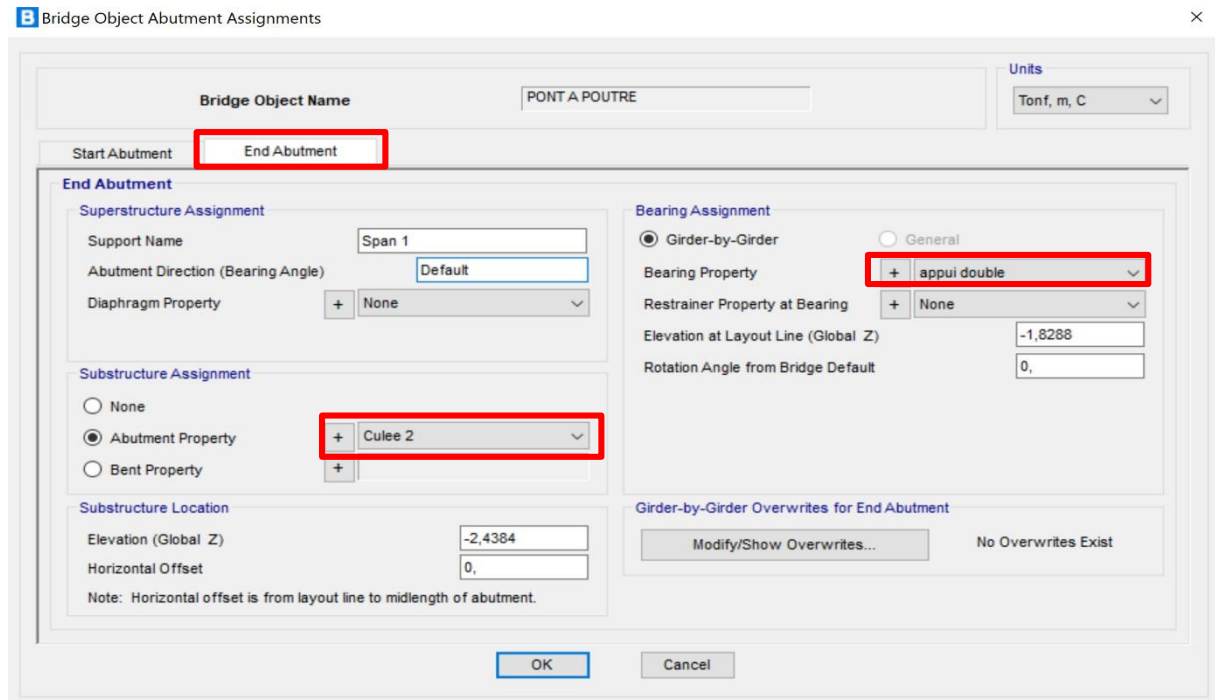 B Bridge Object Abutment Assignments
Units
Bridge Object Name PONT A POUTRE Tonf, m, C
Start Abutment End Abutment
End Abutment
Superstructure Assignment
Support Name Span 1
Abutment Direction (Bearing Angle) Default
Diaphragm Property + None
Substructure Assignment
None
Abutment Property + Culee 2
Bent Property +
Substructure Location
Elevation (Global Z) -2,4384
Horizontal Offset 0,
Note: Horizontal offset is from layout line to midlength of abutment.
Bearing Assignment
Girder-by-Girder General
Bearing Property + appui double
Restrainer Property at Bearing + None
Elevation at Layout Line (Global Z) -1,8288
Rotation Angle from Bridge Default 0,
Girder-by-Girder Overwrites for End Abutment
Modify/Show Overwrites... No Overwrites Exist
OK Cancel